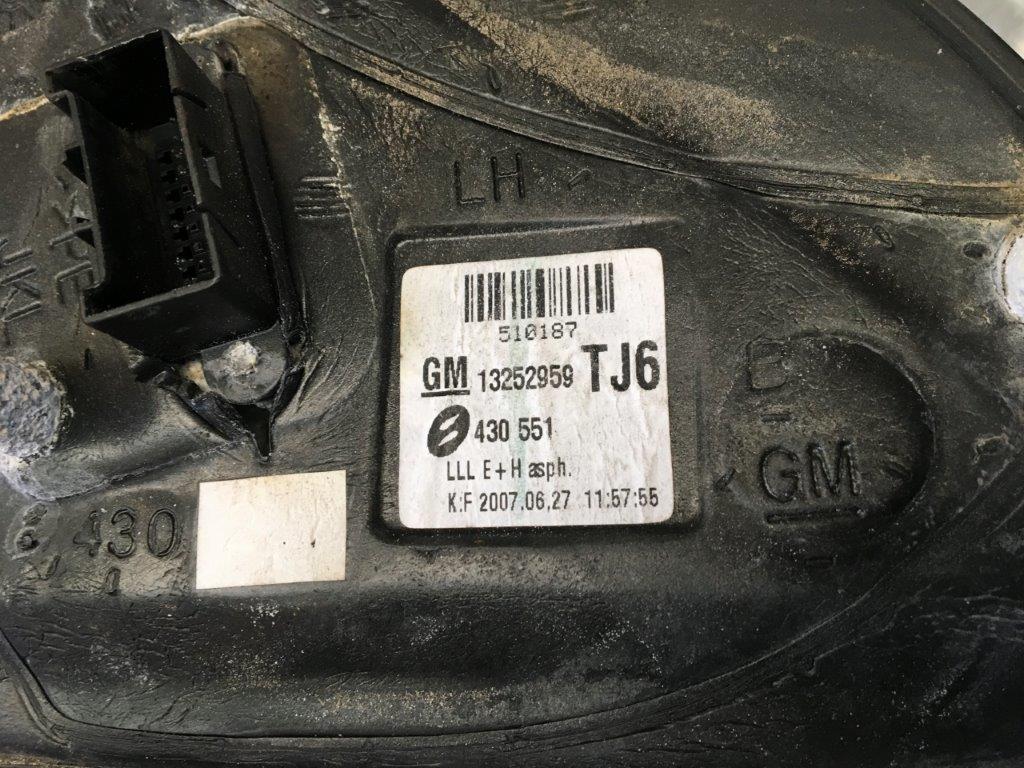 LH
510187
GM 13252959 TJ6
430 551
LLL E+H asph.
K:F 2007.06.27 11:57:55
B
GM
430